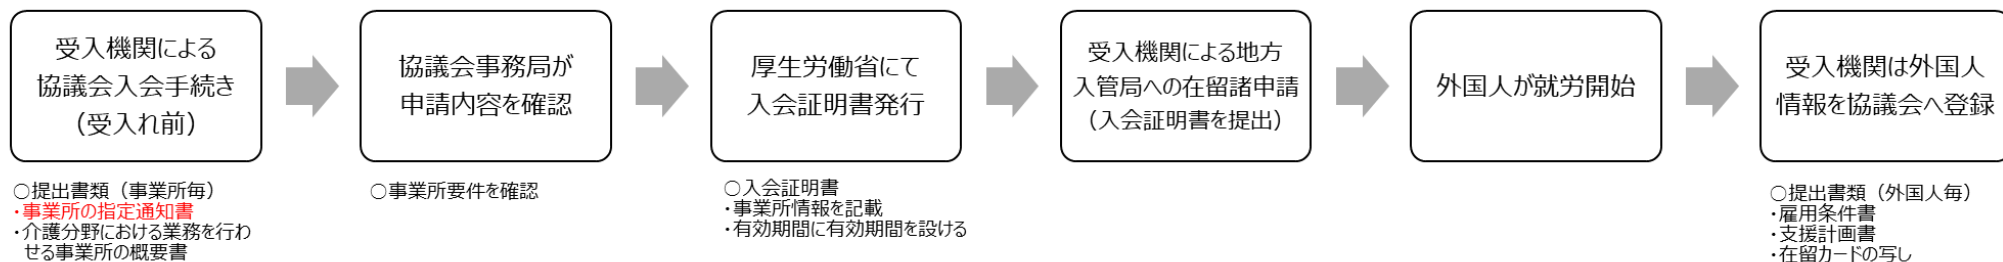 受入機関による
協議会入会手続き
（受入れ前）
○提出書類（事業所毎）
・事業所の指定通知書
・介護分野における業務を行わ
せる事業所の概要書
協議会事務局が
申請内容を確認
○事業所要件を確認
厚生労働省にて
入会証明書発行
○入会証明書
・事業所情報を記載
・有効期間に有効期間を設ける
受入機関による地方
入管局への在留諸申請
（入会証明書を提出）
外国人が就労開始
受入機関は外国人
情報を協議会へ登録
○提出書類（外国人毎）
・雇用条件書
・支援計画書
・在留カードの写し